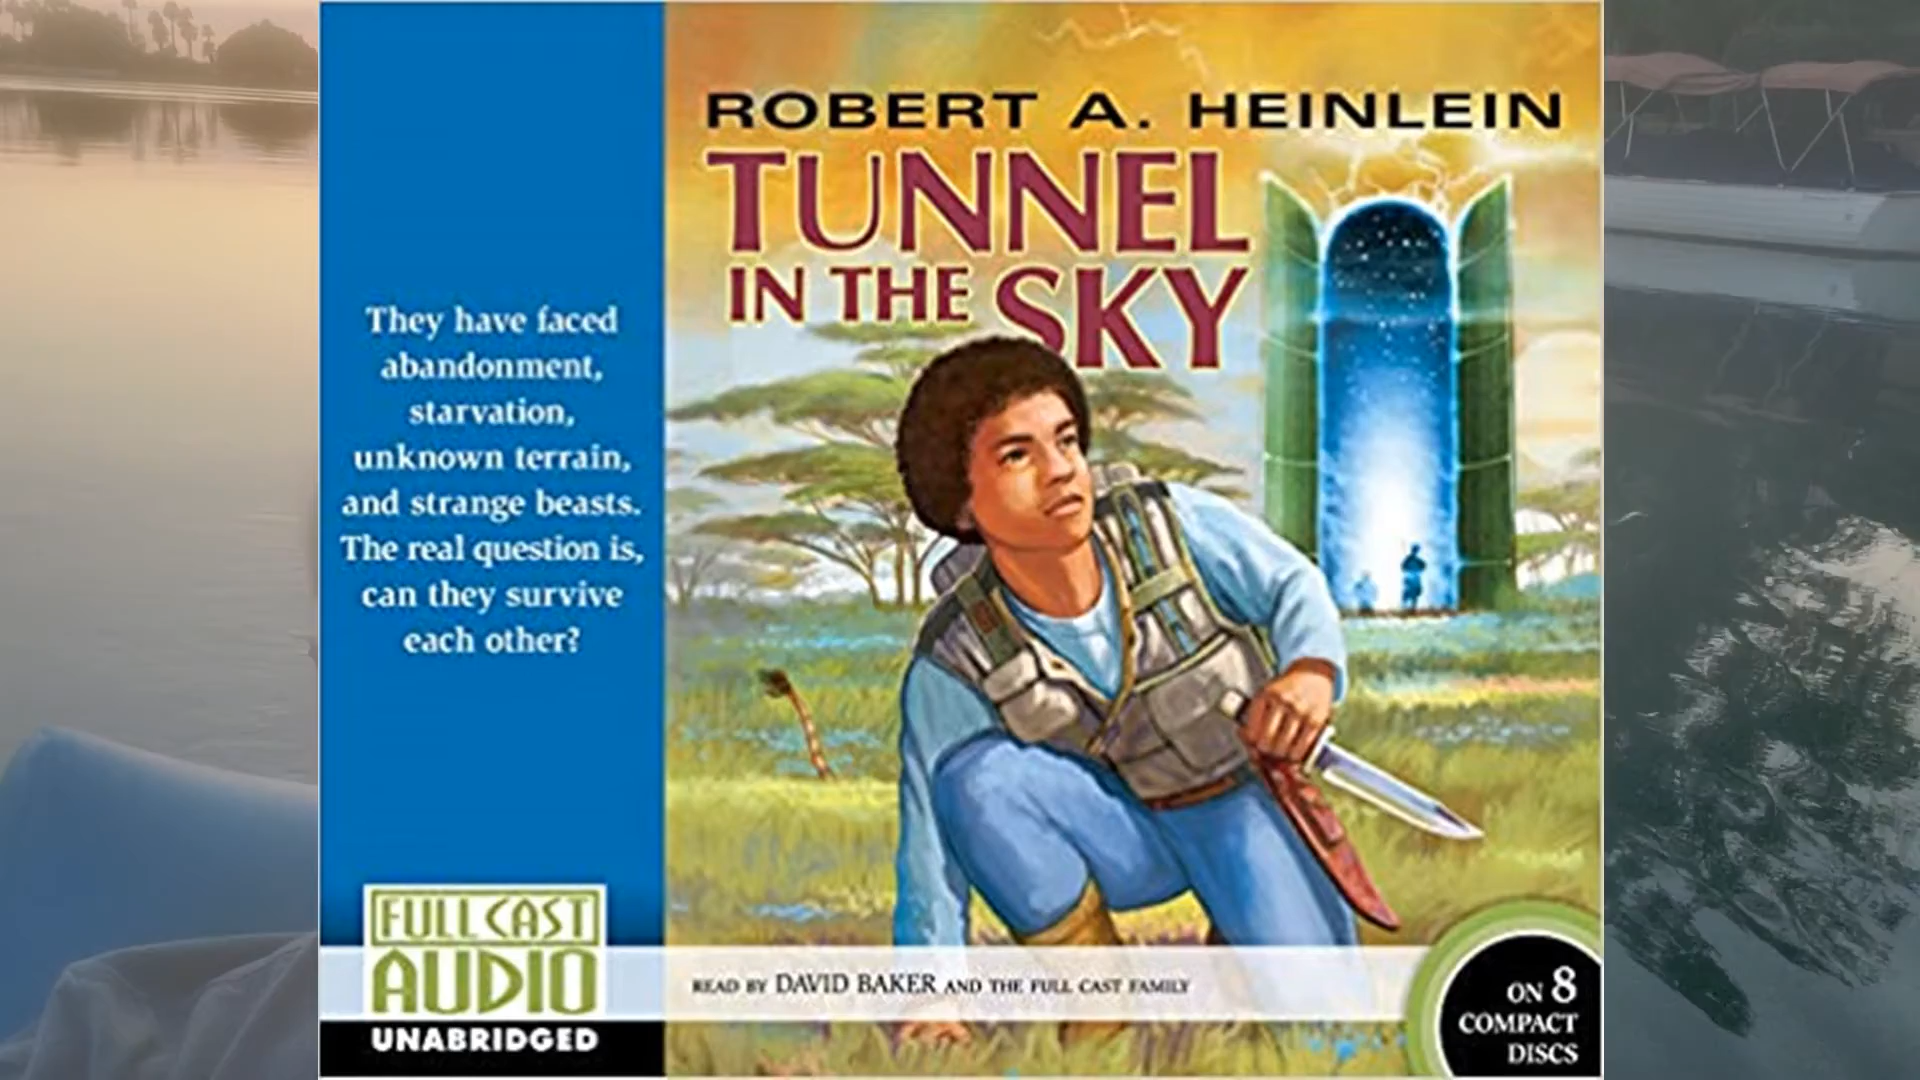 They have faced
abandonment,
starvation,
unknown terrain,
and strange beasts.
The real question is,
can they survive
each other?
FULL CAST
AUDIO
UNABRIDGED
ROBERT A. HEINLEIN
TUNNEL
IN THE SKY
READ BY DAVID BAKER AND THE FULL CAST FAMILY
ON 8
COMPACT
DISCS